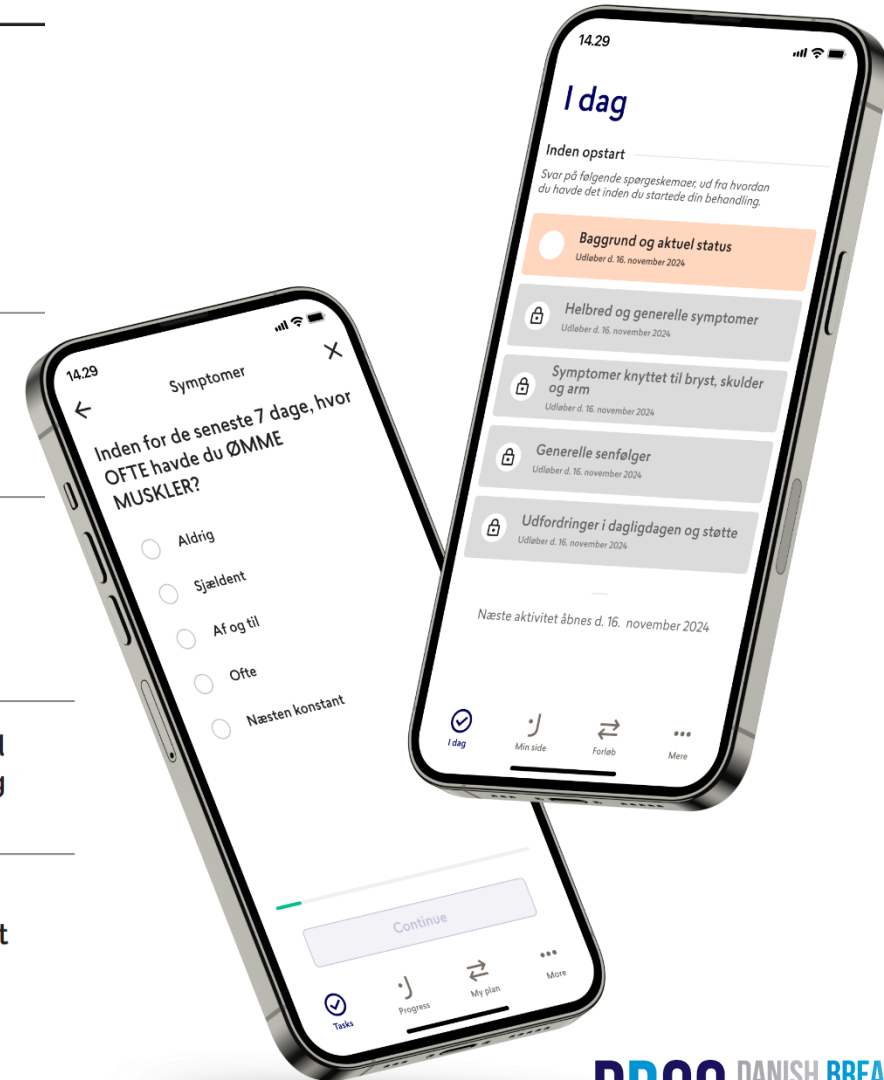 14.29
I dag
Inden opstart
Svar på følgende spørgeskemaer, ud fra hvordan
du havde det inden du startede din behandling.
Baggrund og aktuel status
Udløber d. 16. november 2024
Helbred og generelle symptomer
Udløber d. 16. november 2024
Symptomer knyttet til bryst, skulder
og arm
Udløber d. 16. november 2024
Generelle senfølger
Udløber d. 16. november 2024
Udfordringer i dagligdagen og støtte
Udløber d. 16. november 2024
Næste aktivitet åbnes d. 16. november 2024
I dag
Min side
Forløb
Mere
14.29
Symptomer
Inden for de seneste 7 dage, hvor
OFTE havde du ØMME
MUSKLER?
Aldrig
Sjældent
Af og til
Ofte
Næsten konstant
Continue
Tasks
Progress
My plan
More
DANISH